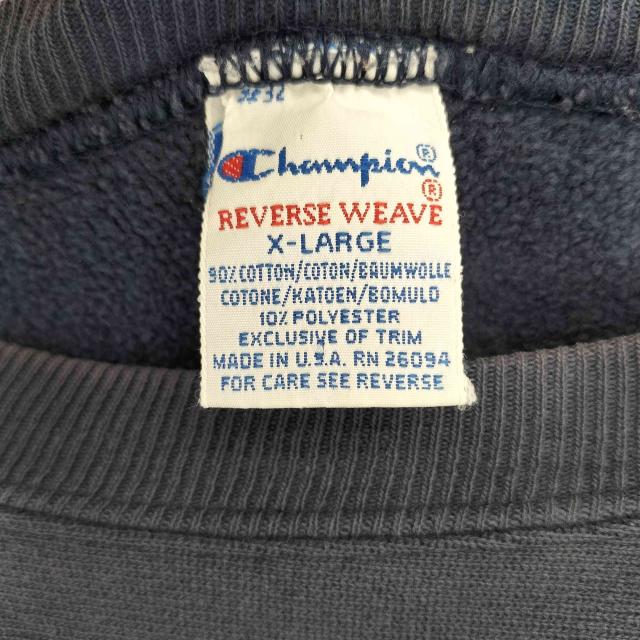 #32
Champion®
REVERSE WEAVE®
X-LARGE
90% COTTON/COTON/BAUMWOLLE
COTONE/KATOEN/BOMULD
10% POLYESTER
EXCLUSIVE OF TRIM
MADE IN U.S.A. RN 26094
FOR CARE SEE REVERSE